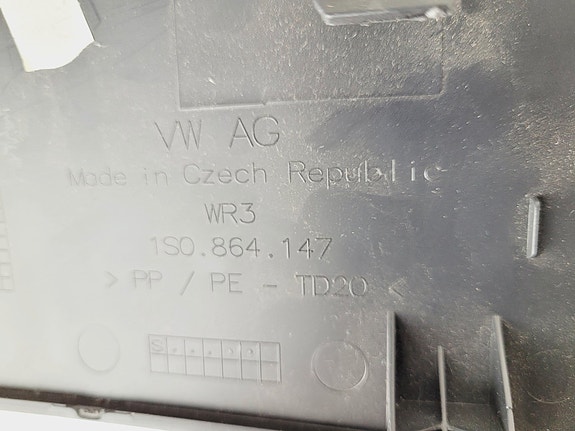 VW AG
Made in Czech Republic
WR3
1S0.864.147
> PP / PE - TD20 <
S